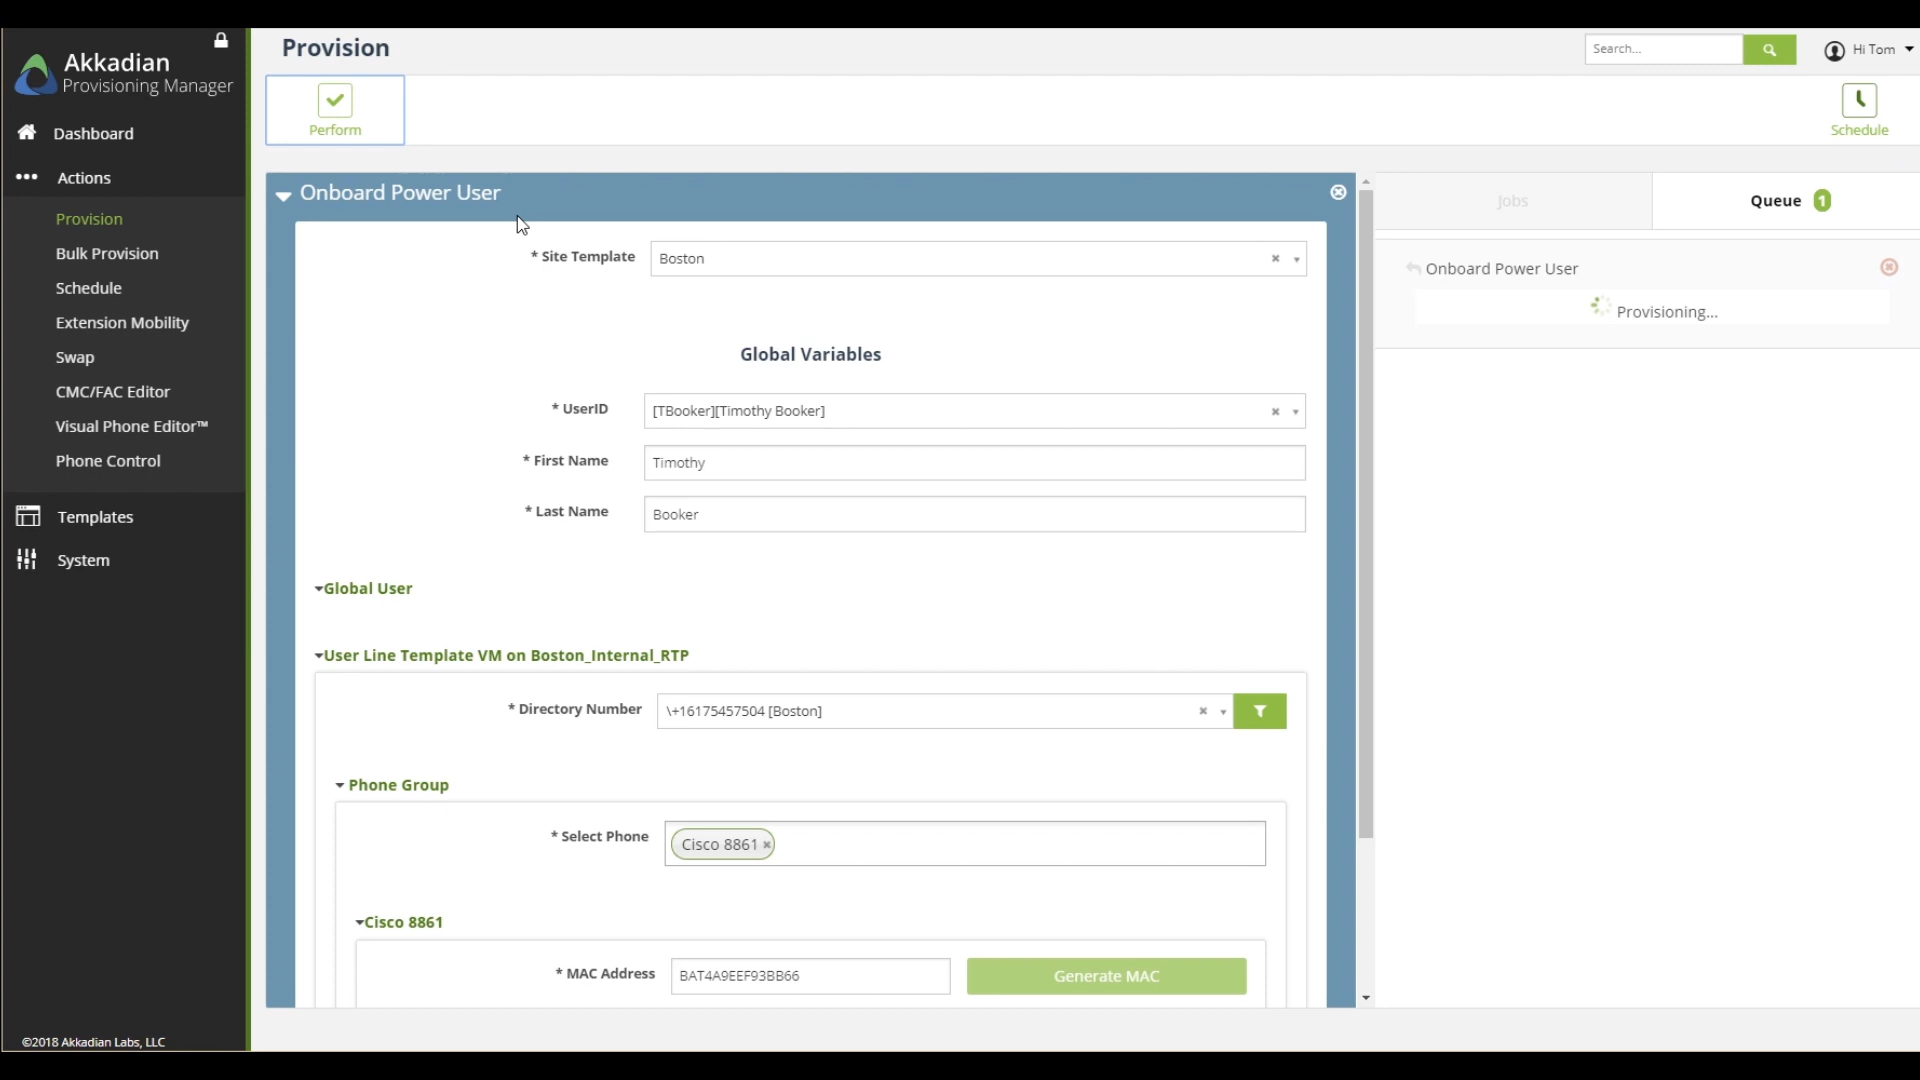 Akkadian
Provisioning Manager
Dashboard
Actions
Provision
Bulk Provision
Schedule
Extension Mobility
Swap
CMC/FAC Editor
Visual Phone Editor™
Phone Control
Templates
System
©2018 Akkadian Labs, LLC
Provision
Search...
Hi Tom
Perform
Schedule
Onboard Power User
* Site Template
Boston
Global Variables
* UserID
[TBooker][Timothy Booker]
* First Name
Timothy
* Last Name
Booker
Global User
User Line Template VM on Boston_Internal_RTP
* Directory Number
\+16175457504 [Boston]
Phone Group
* Select Phone
Cisco 8861
Cisco 8861
* MAC Address
BAT4A9EEF93BB66
Generate MAC
Jobs
Queue 1
Onboard Power User
Provisioning...